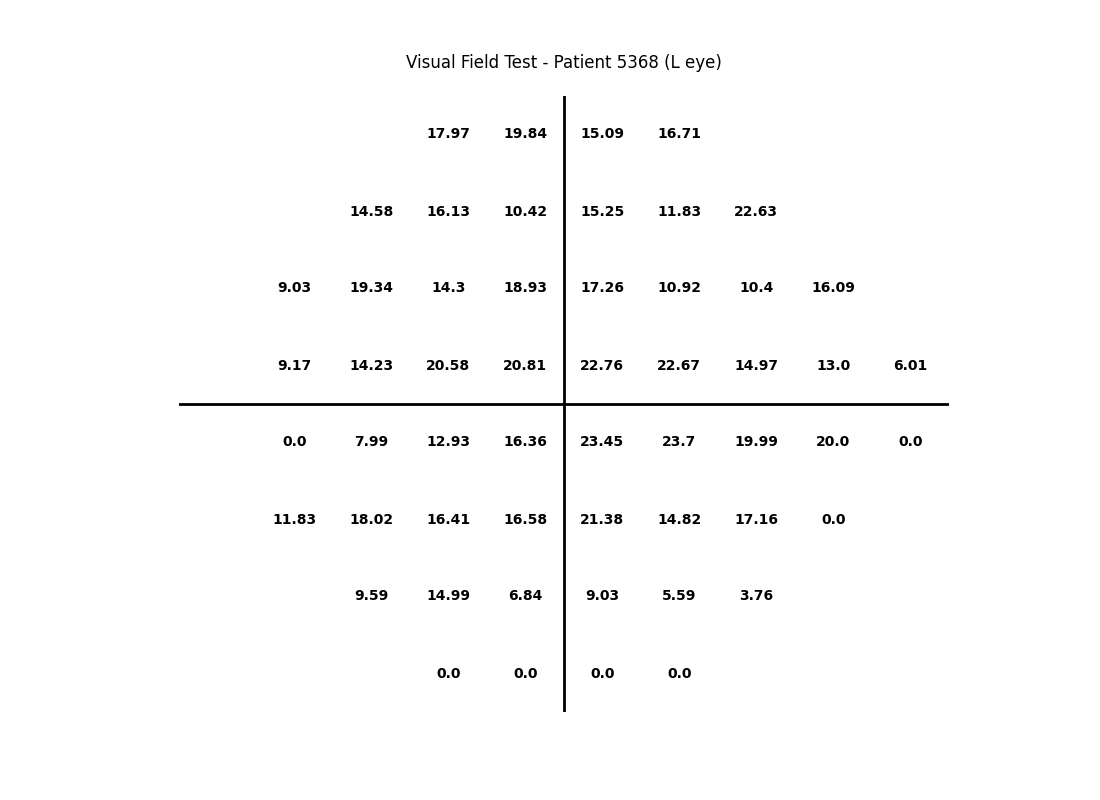 Visual Field Test - Patient 5368 (L eye)
17.97 19.84 15.09 16.71
14.58 16.13 10.42 15.25 11.83 22.63
9.03 19.34 14.3 18.93 17.26 10.92 10.4 16.09
9.17 14.23 20.58 20.81 22.76 22.67 14.97 13.0 6.01
0.0 7.99 12.93 16.36 23.45 23.7 19.99 20.0 0.0
11.83 18.02 16.41 16.58 21.38 14.82 17.16 0.0
9.59 14.99 6.84 9.03 5.59 3.76
0.0 0.0 0.0 0.0